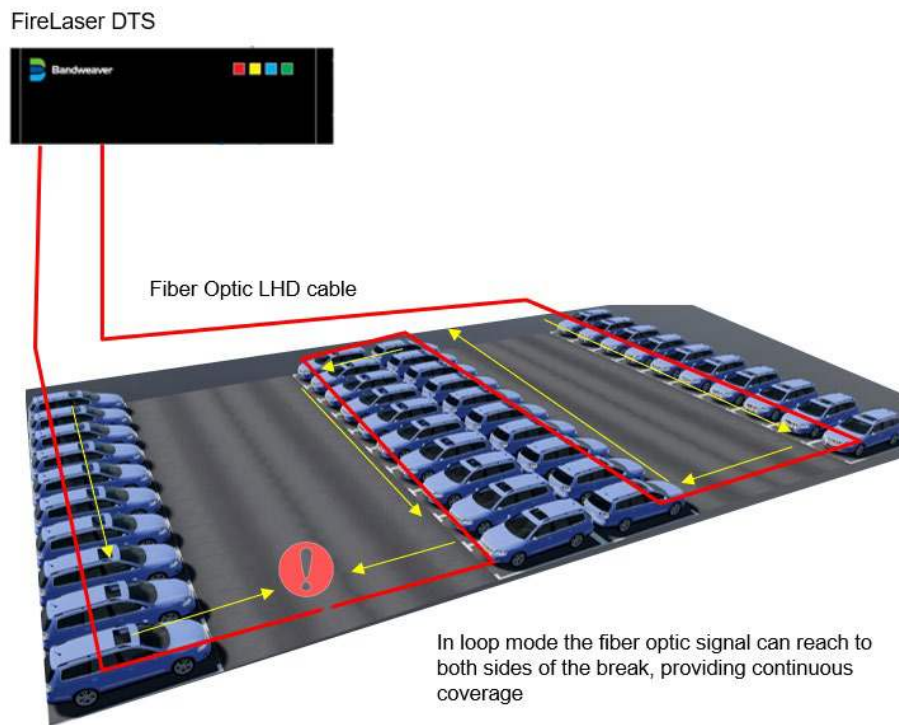 FireLaser DTS
Bandweaver
Fiber Optic LHD cable
In loop mode the fiber optic signal can reach to
both sides of the break, providing continuous
coverage